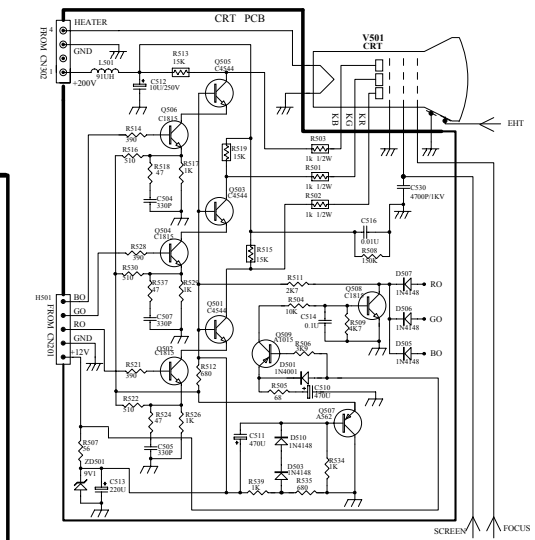 CRT PCB
V501
CRT
HEATER
4
GND
1
+200V
FROM CN302
L501
91UH
R513
15K
Q505
C4544
C512
10U/250V
Q506
C1815
R514
390
R516
510
R518
47
R517
1K
C504
330P
R519
15K
KB
KG
KR
R503
1k 1/2W
R501
1k 1/2W
R502
1k 1/2W
EHT
C530
4700P/1KV
Q503
C4544
Q504
C1815
R528
390
R530
510
R537
47
R529
1K
C507
330P
R515
15K
C516
0.01U
R508
150K
H501
BO
GO
RO
GND
+12V
FROM CN201
Q501
C4544
Q502
C1815
R521
390
R522
510
R524
47
R526
1K
C505
330P
R512
680
R511
2K7
R504
10K
C514
0.1U
Q508
C1815
R509
4K7
D507
1N4148
RO
D506
1N4148
GO
D505
1N4148
BO
Q509
A1015
R506
3K9
D501
1N4001
R505
68
C510
470U
Q507
A562
R507
56
ZD501
9V1
C513
220U
C511
470U
D510
1N4148
D503
1N4148
R534
1K
R539
1K
R535
680
SCREEN
FOCUS